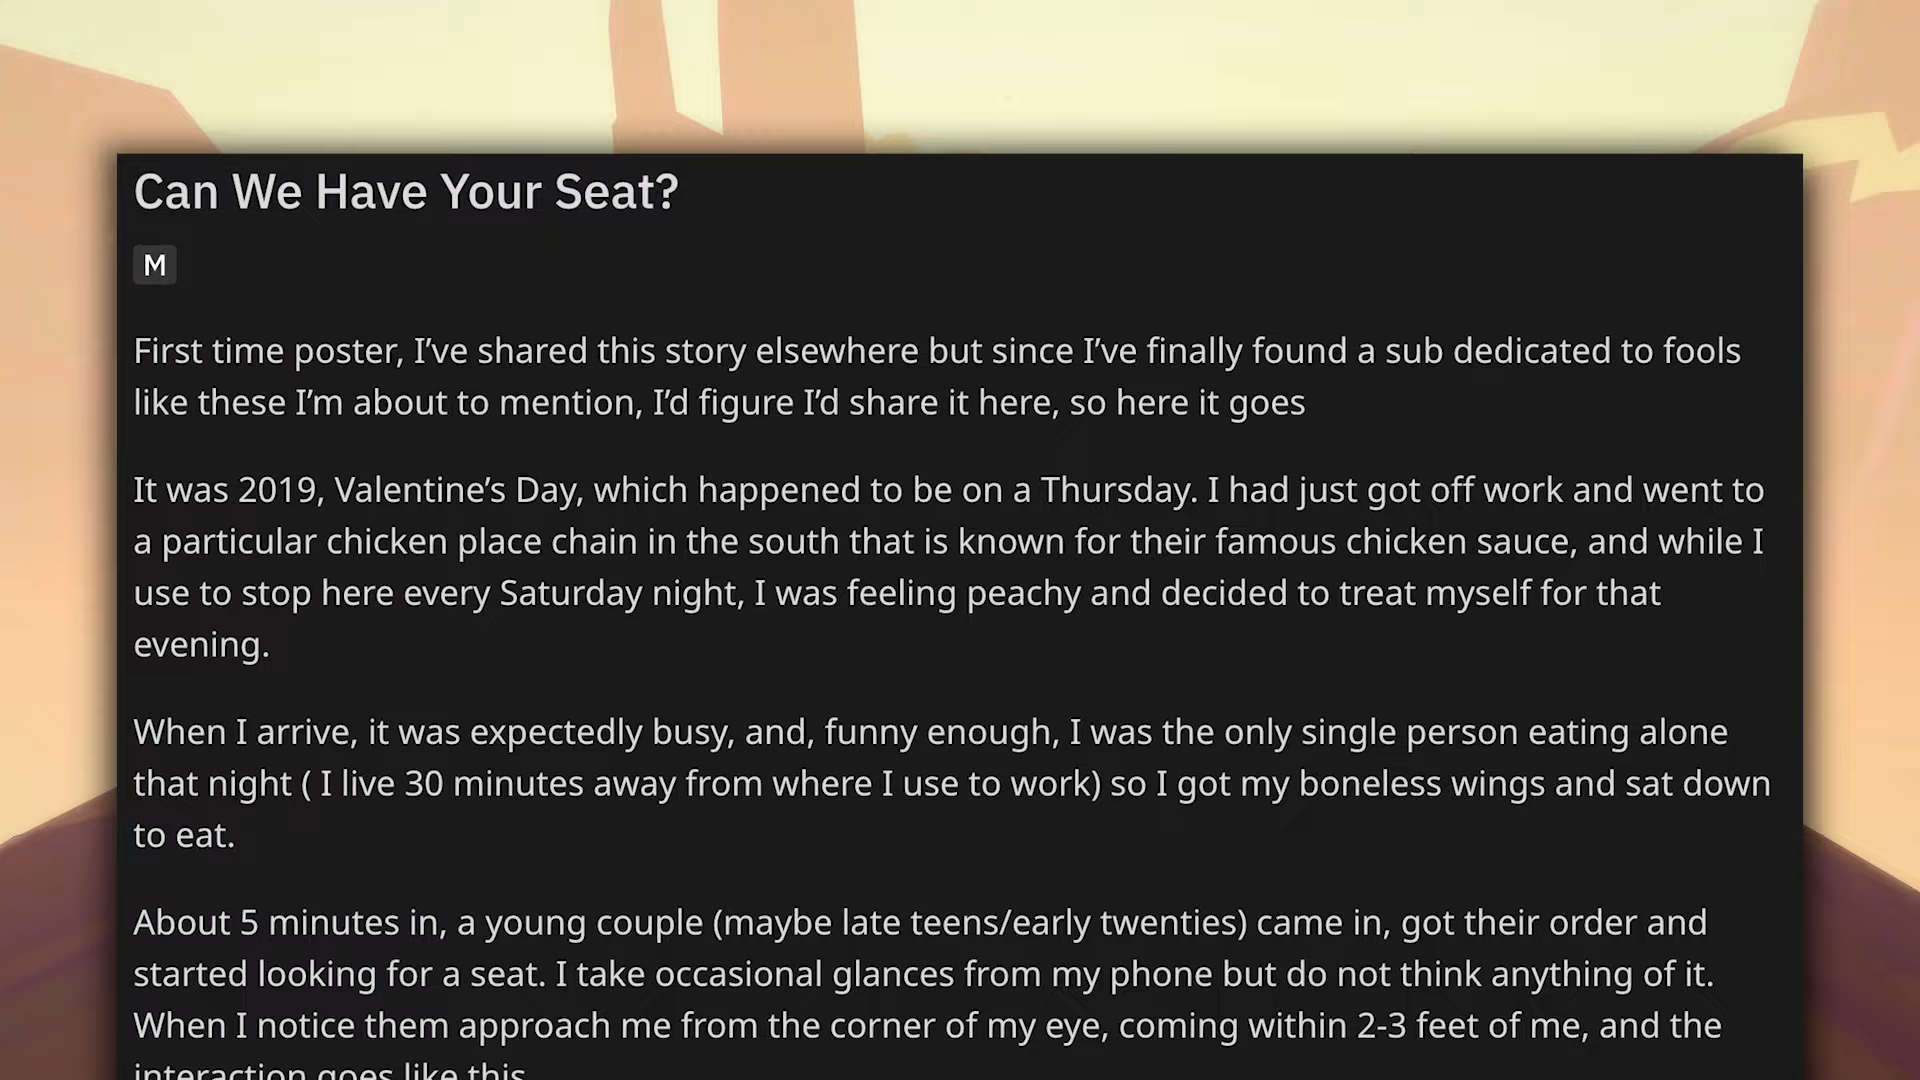 Can We Have Your Seat?
M
First time poster, I’ve shared this story elsewhere but since I’ve finally found a sub dedicated to fools
like these I’m about to mention, I’d figure I’d share it here, so here it goes
It was 2019, Valentine’s Day, which happened to be on a Thursday. I had just got off work and went to
a particular chicken place chain in the south that is known for their famous chicken sauce, and while I
use to stop here every Saturday night, I was feeling peachy and decided to treat myself for that
evening.
When I arrive, it was expectedly busy, and, funny enough, I was the only single person eating alone
that night ( I live 30 minutes away from where I use to work) so I got my boneless wings and sat down
to eat.
About 5 minutes in, a young couple (maybe late teens/early twenties) came in, got their order and
started looking for a seat. I take occasional glances from my phone but do not think anything of it.
When I notice them approach me from the corner of my eye, coming within 2-3 feet of me, and the
interaction goes like this